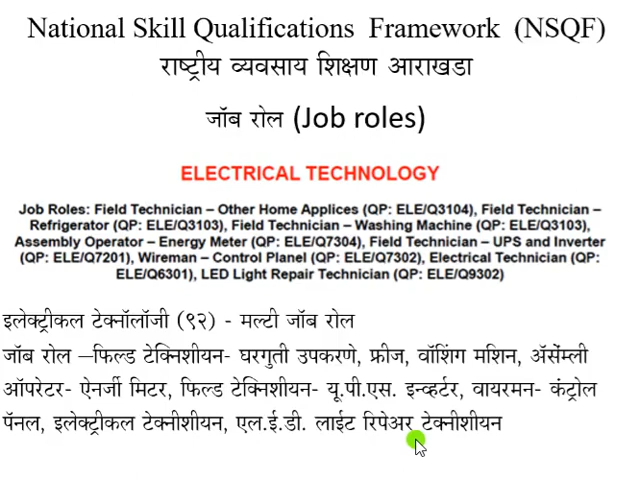 National Skill Qualifications Framework (NSQF)
राष्ट्रीय व्यवसाय शिक्षण आराखडा
जॉब रोल (Job roles)
ELECTRICAL TECHNOLOGY
Job Roles: Field Technician – Other Home Applices (QP: ELE/Q3104), Field Technician –
Refrigerator (QP: ELE/Q3103), Field Technician – Washing Machine (QP: ELE/Q3103),
Assembly Operator – Energy Meter (QP: ELE/Q7304), Field Technician – UPS and Inverter
(QP: ELE/Q7201), Wireman – Control Planel (QP: ELE/Q7302), Electrical Technician (QP:
ELE/Q6301), LED Light Repair Technician (QP: ELE/Q9302)
इलेक्ट्रीकल टेक्नॉलॉजी (९२) - मल्टी जॉब रोल
जॉब रोल –फिल्ड टेक्निशीयन- घरगुती उपकरणे, फ्रीज, वॉशिंग मशिन, ॲसेंम्ली
ऑपरेटर- ऐनर्जी मिटर, फिल्ड टेक्निशीयन- यू.पी.एस. इन्व्हर्टर, वायरमन- कंट्रोल
पॅनल, इलेक्ट्रीकल टेक्नीशीयन, एल.ई.डी. लाईट रिपेअर टेक्नीशीयन